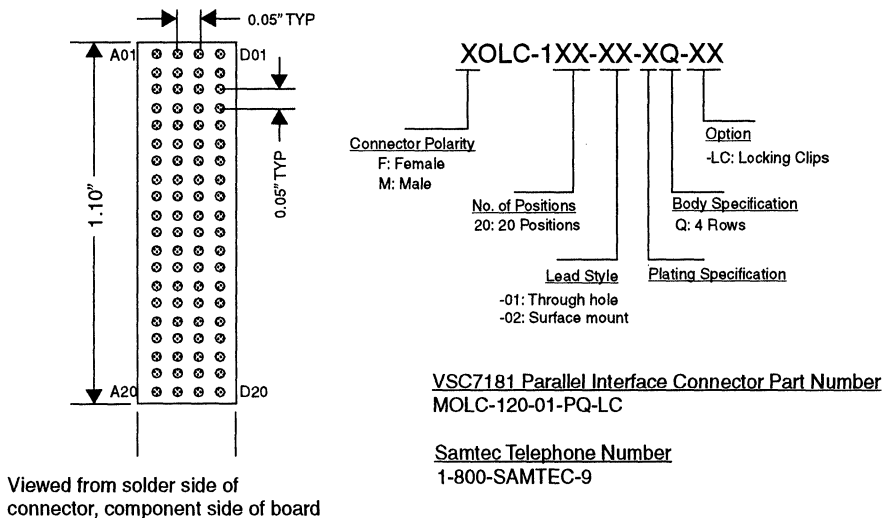 0.05" TYP
A01
D01
0.05" TYP
1.10"
A20
D20
Viewed from solder side of
connector, component side of board
XOLC-1XX-XX-XQ-XX
Connector Polarity
F: Female
M: Male
Option
-LC: Locking Clips
No. of Positions
20: 20 Positions
Body Specification
Q: 4 Rows
Lead Style
-01: Through hole
-02: Surface mount
Plating Specification
VSC7181 Parallel Interface Connector Part Number
MOLC-120-01-PQ-LC
Samtec Telephone Number
1-800-SAMTEC-9